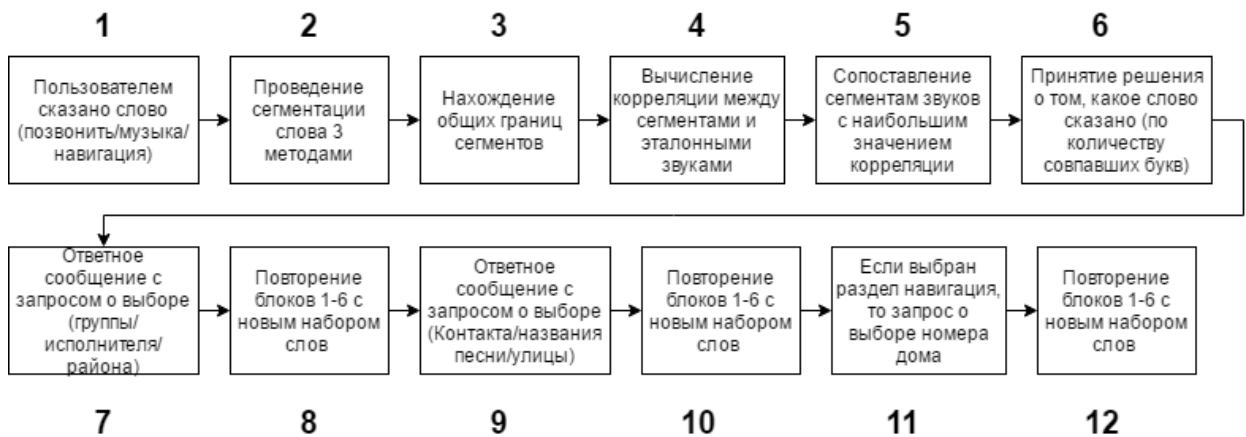 1
2
3
4
5
6
Пользователем
сказано слово
(позвонить/музыка/
навигация)
Проведение
сегментации
слова 3
методами
Нахождение
общих границ
сегментов
Вычисление
корреляции между
сегментами и
эталонными
звуками
Сопоставление
сегментам звуков
с наибольшим
значением
корреляции
Принятие решения
о том, какое слово
сказано (по
количеству
совпавших букв)
Ответное
сообщение с
запросом о выборе
(группы/
исполнителя/
района)
Повторение
блоков 1-6 с
новым набором
слов
Ответное
сообщение с
запросом о выборе
(Контакта/названия
песни/улицы)
Повторение
блоков 1-6 с
новым набором
слов
Если выбран
раздел навигация,
то запрос о
выборе номера
дома
Повторение
блоков 1-6 с
новым набором
слов
7
8
9
10
11
12